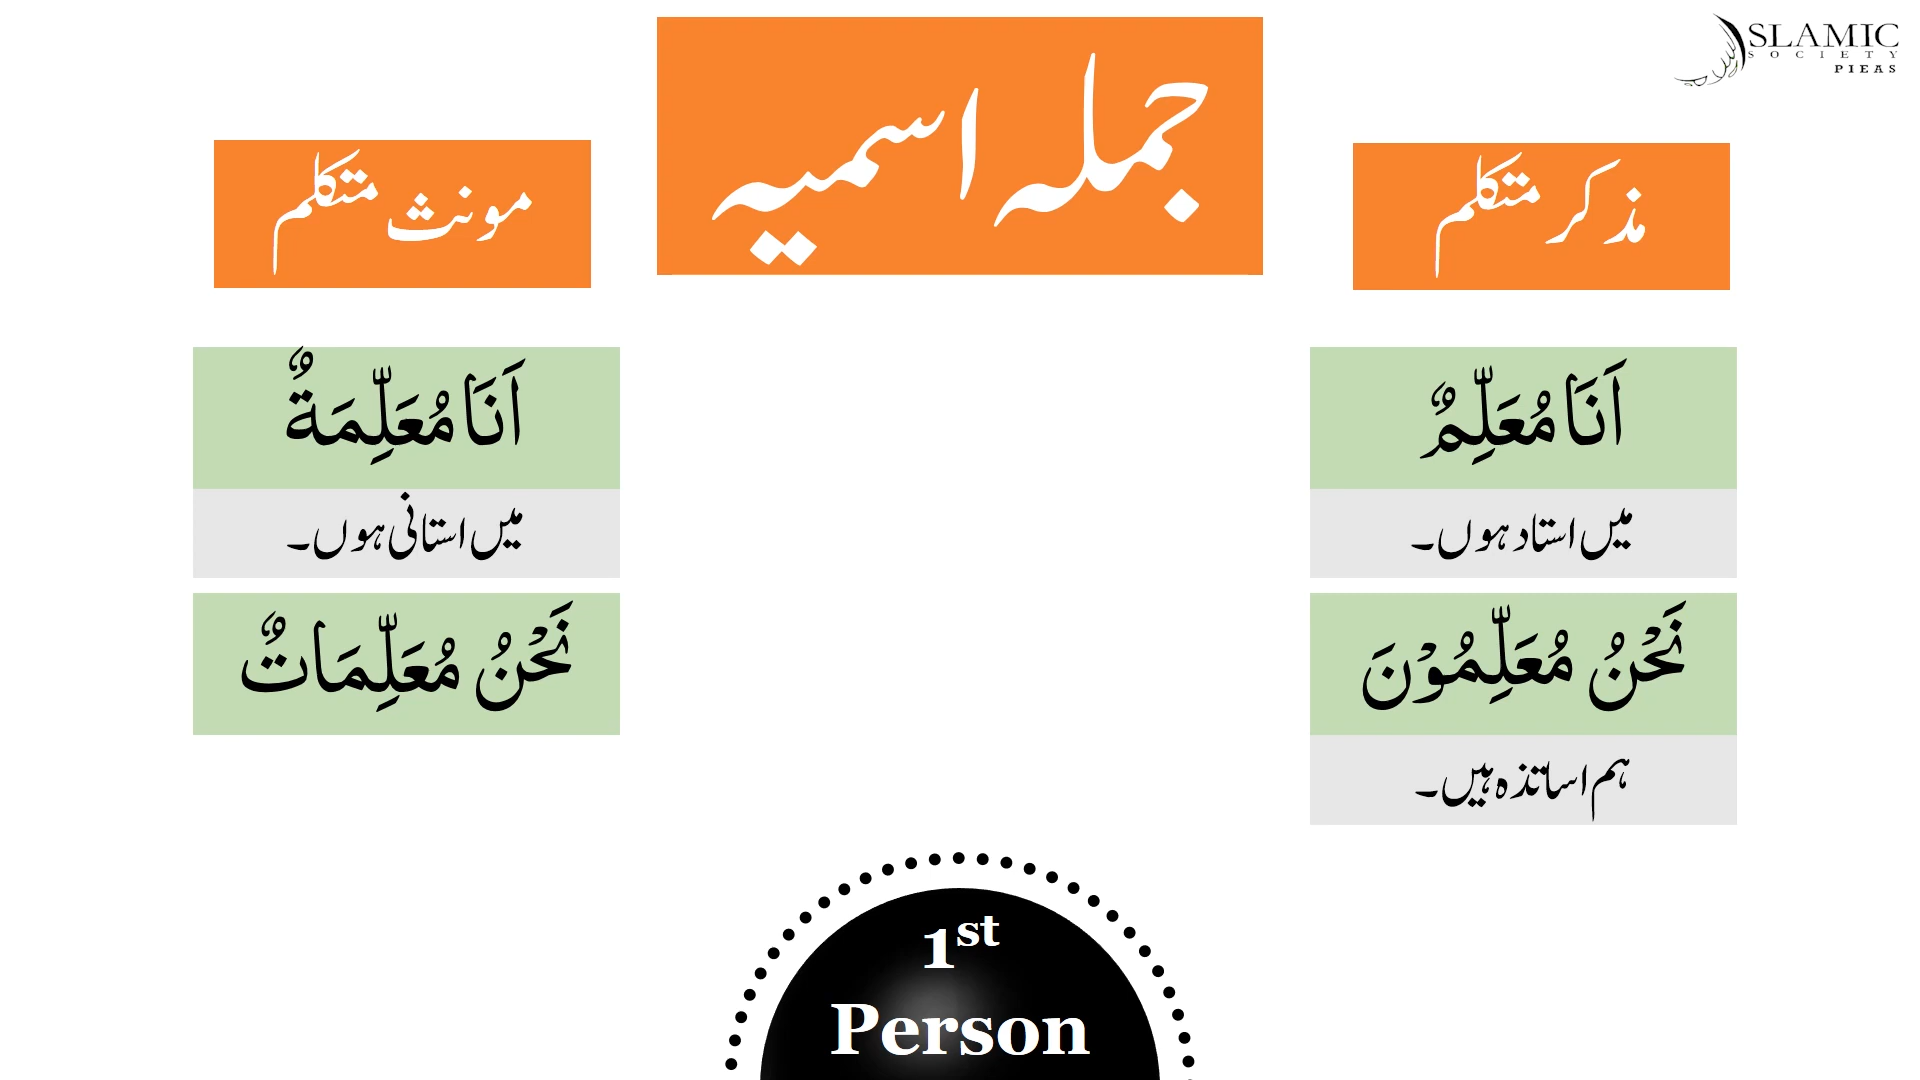 جملہ اسمیہ
SLAMIC
SOCIETY
PIEAS
مذکر متکلم
مونث متکلم
اَنَا مُعَلِّمٌ
میں استاد ہوں۔
نَحْنُ مُعَلِّمُوْنَ
ہم اساتذہ ہیں۔
اَنَا مُعَلِّمَةٌ
میں استانی ہوں۔
نَحْنُ مُعَلِّمَاتٌ
1st
Person